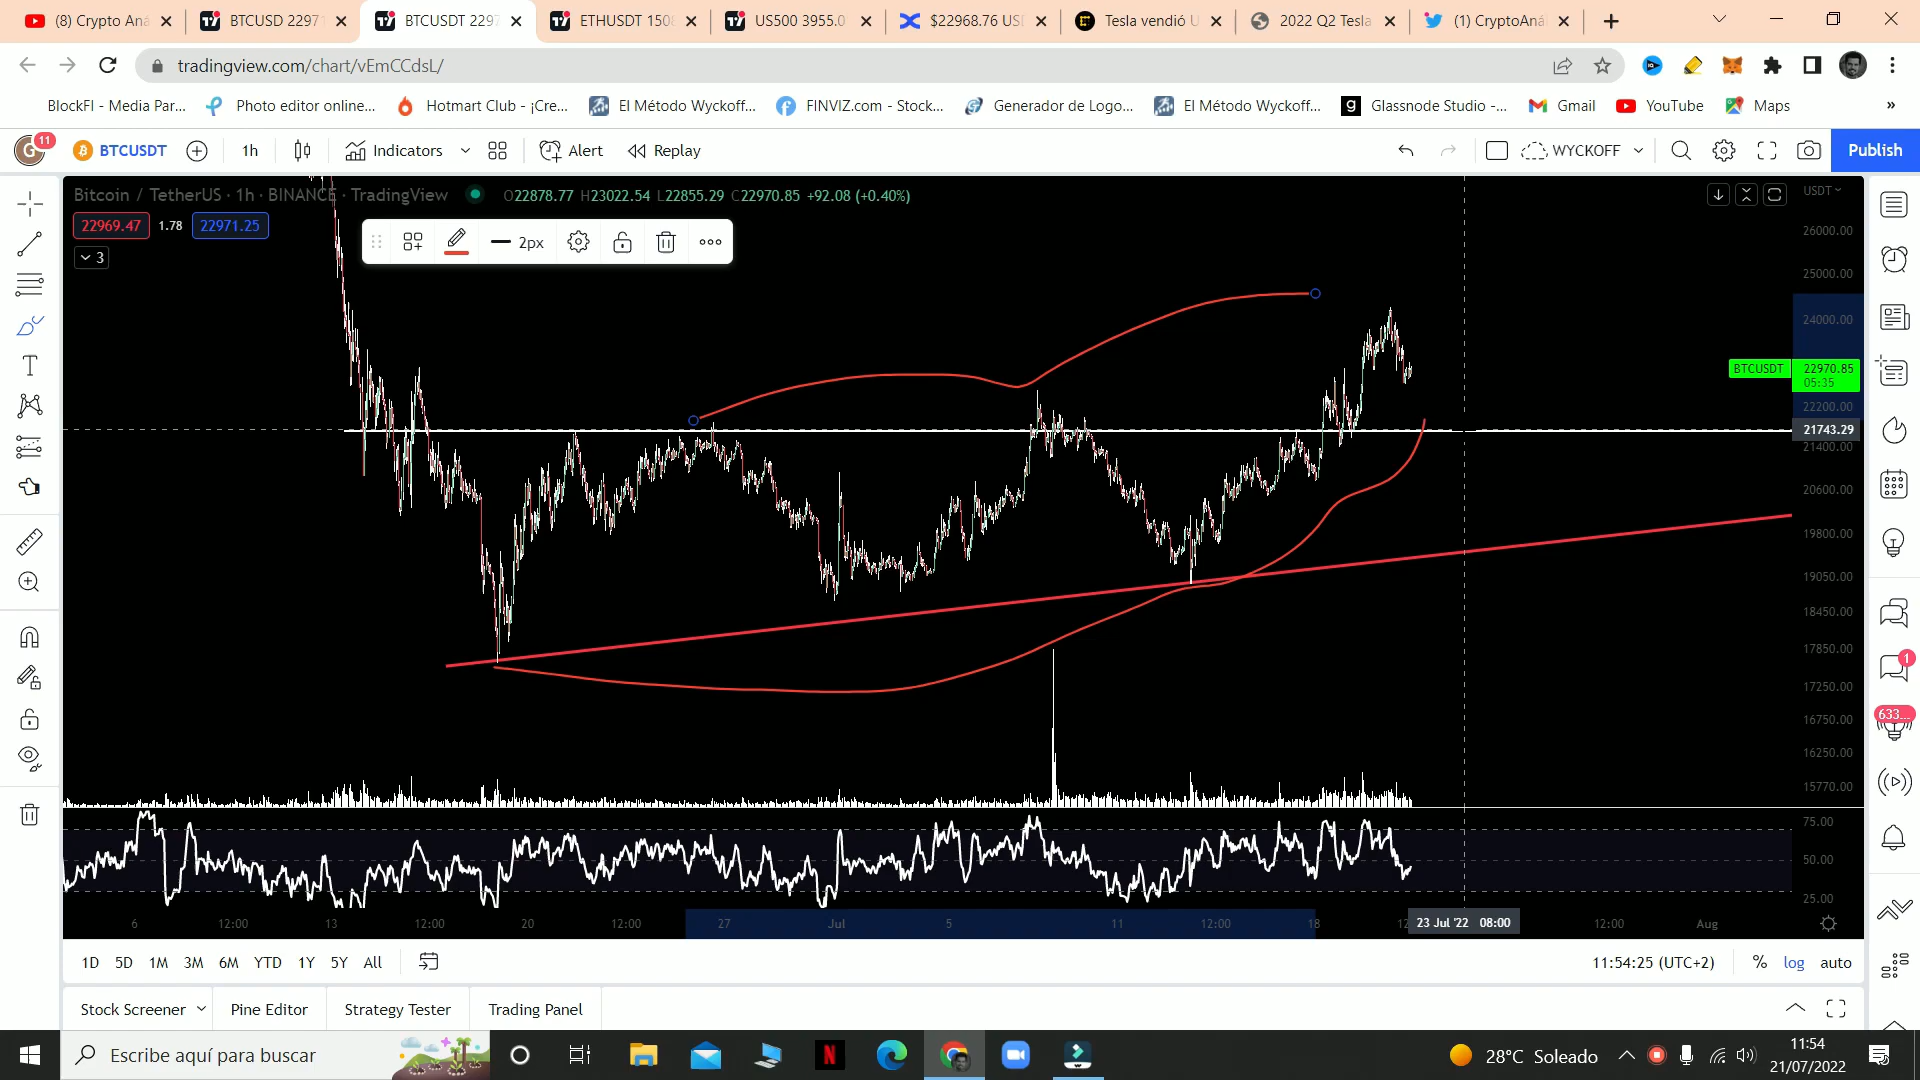 (8) Crypto Aná
BTCUSD 2297
BTCUSDT 229
ETHUSDT 150
US500 3955.0
$22968.76 US
Tesla vendió U
2022 Q2 Tesla
(1) CryptoAná
tradingview.com/chart/vEmCCdsL/
BlockFI - Media Par...
Photo editor online...
Hotmart Club - ¡Cre...
El Método Wyckoff...
FINVIZ.com - Stock...
Generador de Logo...
El Método Wyckoff...
Glassnode Studio -...
Gmail
YouTube
Maps
»
G
11
BTCUSDT
1h
Indicators
Alert
Replay
WYCKOFF
Publish
Bitcoin / TetherUS · 1h · BINANCE · TradingView
O22878.77 H23022.54 L22855.29 C22970.85 +92.08 (+0.40%)
USDT
22969.47
1.78
22971.25
3
2px
26000.00
25000.00
24000.00
BTCUSDT
22970.85
05:35
22200.00
21743.29
21400.00
20600.00
19800.00
19050.00
18450.00
17850.00
17250.00
16750.00
16250.00
15770.00
75.00
50.00
25.00
1
633...
6
12:00
13
12:00
20
12:00
27
Jul
5
11
12:00
18
12
23 Jul '22 08:00
12:00
Aug
1D 5D 1M 3M 6M YTD 1Y 5Y All
11:54:25 (UTC+2)
%
log
auto
Stock Screener
Pine Editor
Strategy Tester
Trading Panel
Escribe aquí para buscar
28°C Soleado
11:54
21/07/2022